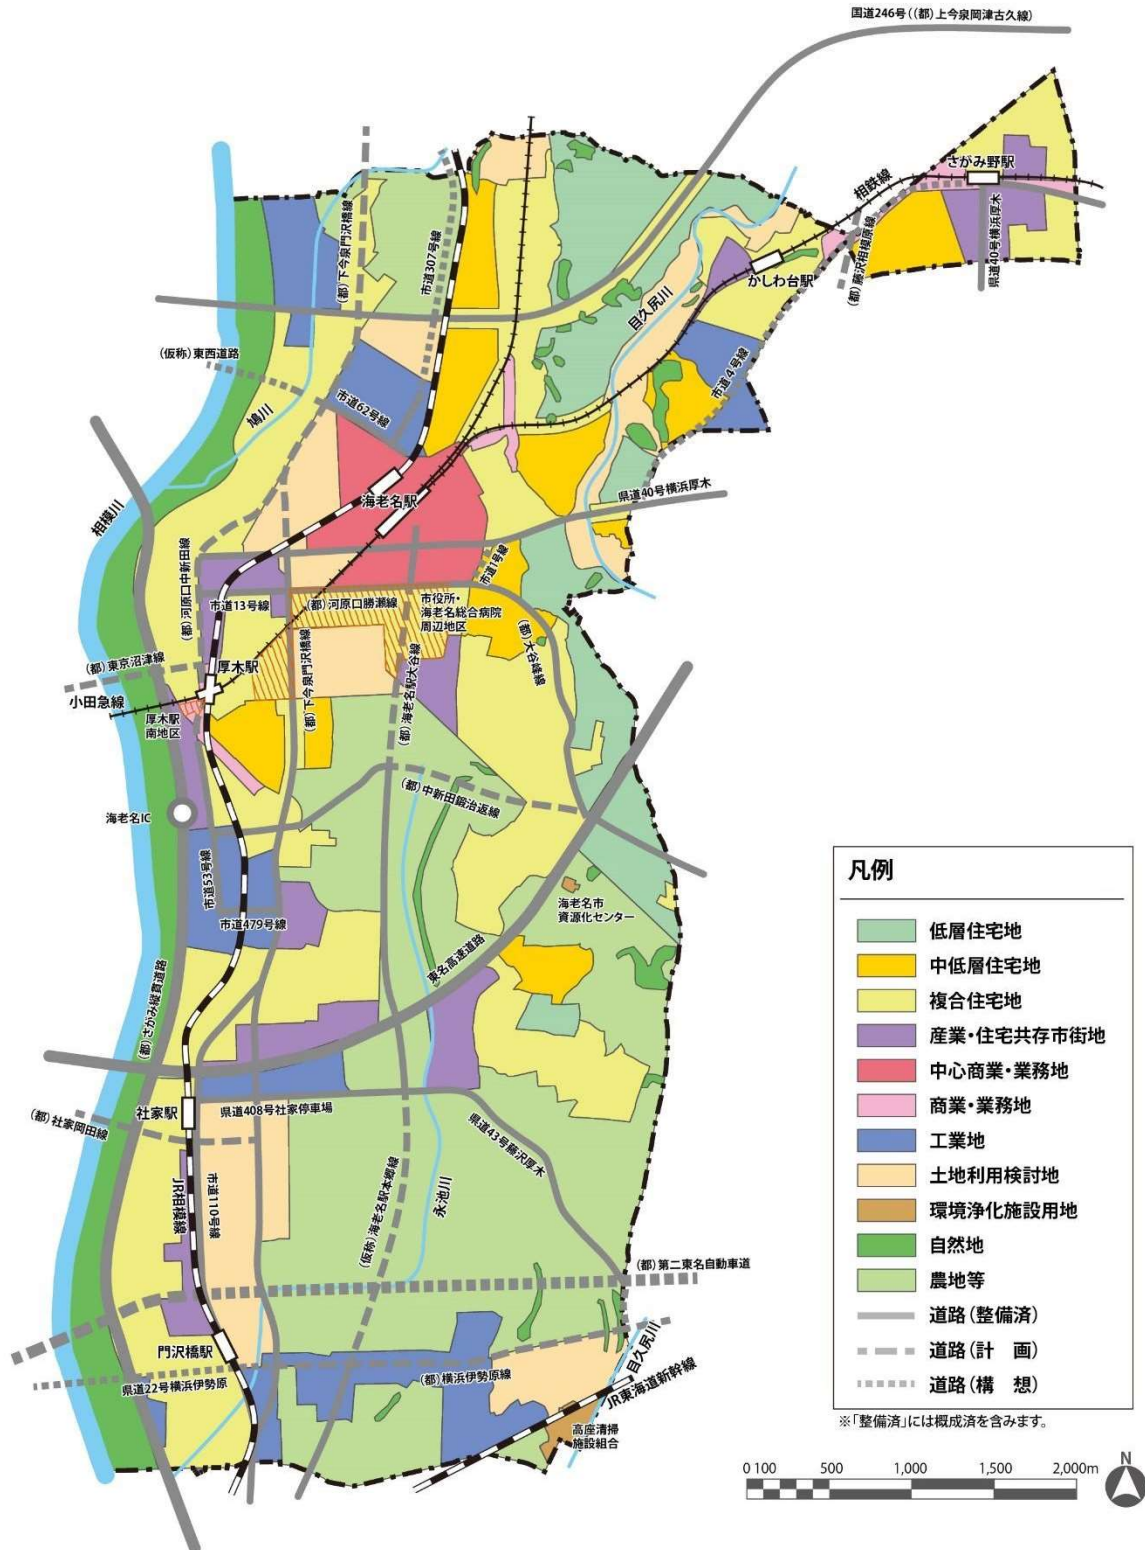 国道246号((都)上今泉岡津古久線)
さがみ野駅
相鉄線
(都)藤沢相模原線
県道40号横浜厚木
かしわ台駅
目久尻川
市道4号線
(都)下今泉門沢橋線
市道307号線
(仮称)東西道路
市道62号線
鳩川
相模川
海老名駅
県道40号横浜厚木
市道1号線
(都)河原口中新田線
市道13号線
(都)河原口勝瀬線
市役所・
海老名総合病院
周辺地区
(都)大谷峰線
(都)東京沼津線
厚木駅
小田急線
厚木駅
南地区
(都)下今泉門沢橋線
(都)海老名駅大谷線
(都)中新田鍛治返線
海老名IC
市道53号線
市道479号線
海老名市
資源化センター
東名高速道路
(都)さがみ縦貫道路
社家駅
県道408号社家停車場
(都)社家岡田線
県道43号藤沢厚木
JR相模線
市道110号線
(仮称)海老名駅本郷線
永池川
(都)第二東名自動車道
門沢橋駅
県道22号横浜伊勢原
(都)横浜伊勢原線
目久尻川
JR東海道新幹線
高座清掃
施設組合
凡例
低層住宅地
中低層住宅地
複合住宅地
産業・住宅共存市街地
中心商業・業務地
商業・業務地
工業地
土地利用検討地
環境浄化施設用地
自然地
農地等
道路(整備済)
道路(計　画)
道路(構　想)
※「整備済」には概成済を含みます。
0 100 500 1,000 1,500 2,000m
N